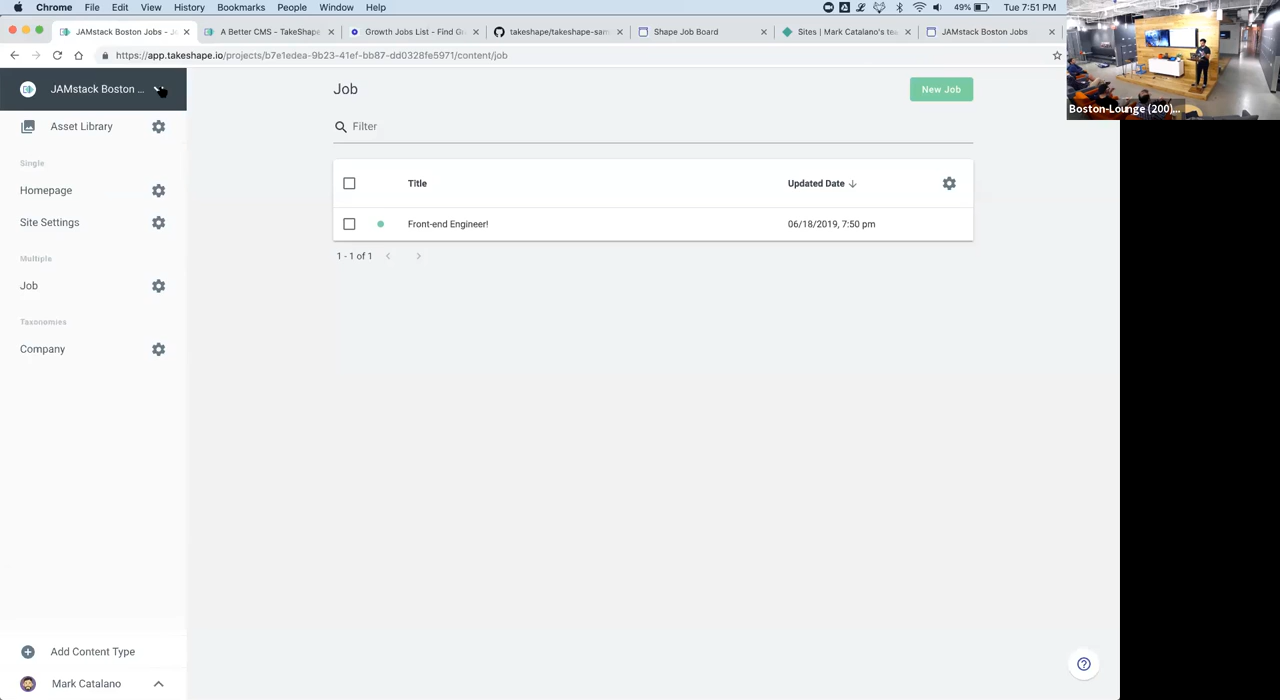 Chrome File Edit View History Bookmarks People Window Help 49% Tue 7:51 PM
JAMstack Boston Jobs - Jo
A Better CMS - TakeShape
Growth Jobs List - Find G
takeshape/takeshape-sam
Shape Job Board
Sites | Mark Catalano's te
JAMstack Boston Jobs
https://app.takeshape.io/projects/b7e1edea-9b23-41ef-bb87-dd0328fe5971/content/job
Boston-Lounge (200)...
JAMstack Boston ...
Asset Library
Single
Homepage
Site Settings
Multiple
Job
Taxonomies
Company
Add Content Type
Mark Catalano
Job
New Job
Filter
Title Updated Date
Front-end Engineer! 06/18/2019, 7:50 pm
1 - 1 of 1